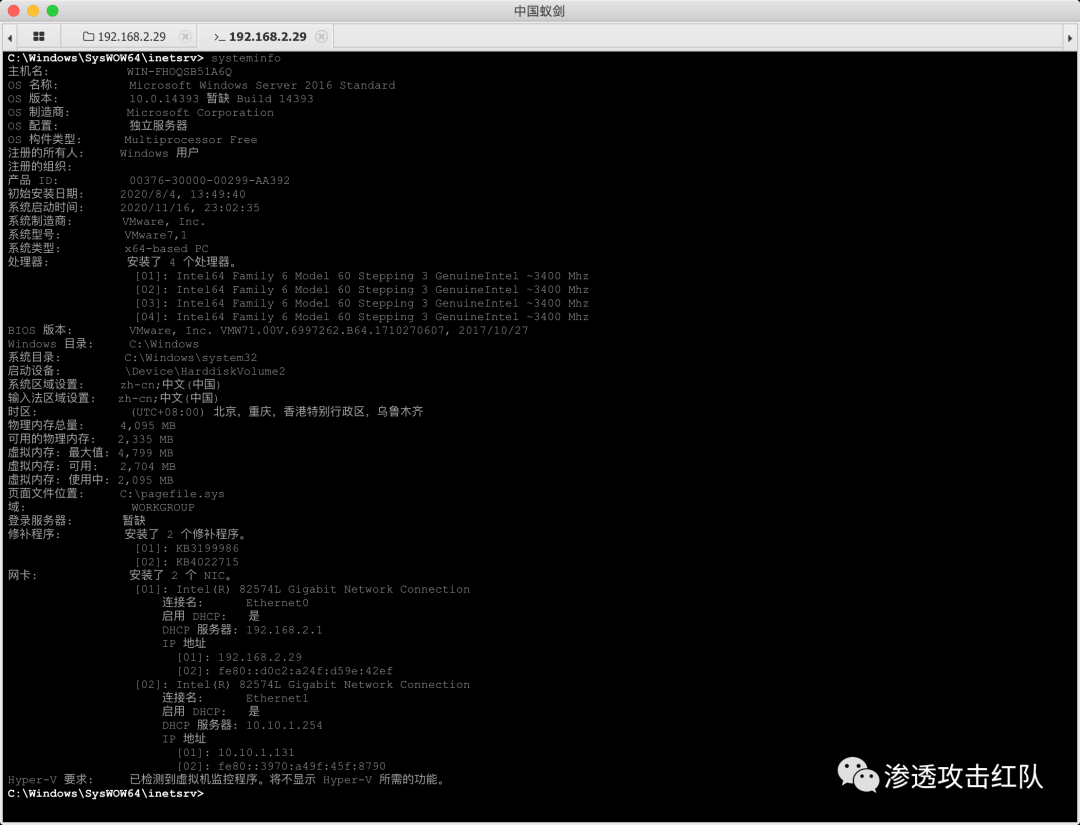 中国蚁剑
192.168.2.29
>_ 192.168.2.29
C:\Windows\SysWOW64\inetsrv> systeminfo
主机名: WIN-FHOQSB51A6Q
OS 名称: Microsoft Windows Server 2016 Standard
OS 版本: 10.0.14393 暂缺 Build 14393
OS 制造商: Microsoft Corporation
OS 配置: 独立服务器
OS 构件类型: Multiprocessor Free
注册的所有人: Windows 用户
注册的组织:
产品 ID: 00376-30000-00299-AA392
初始安装日期: 2020/8/4, 13:49:40
系统启动时间: 2020/11/16, 23:02:35
系统制造商: VMware, Inc.
系统型号: VMware7,1
系统类型: x64-based PC
处理器: 安装了 4 个处理器。
[01]: Intel64 Family 6 Model 60 Stepping 3 GenuineIntel ~3400 Mhz
[02]: Intel64 Family 6 Model 60 Stepping 3 GenuineIntel ~3400 Mhz
[03]: Intel64 Family 6 Model 60 Stepping 3 GenuineIntel ~3400 Mhz
[04]: Intel64 Family 6 Model 60 Stepping 3 GenuineIntel ~3400 Mhz
BIOS 版本: VMware, Inc. VMW71.00V.6997262.B64.1710270607, 2017/10/27
Windows 目录: C:\Windows
系统目录: C:\Windows\system32
启动设备: \Device\HarddiskVolume2
系统区域设置: zh-cn;中文(中国)
输入法区域设置: zh-cn;中文(中国)
时区: (UTC+08:00) 北京，重庆，香港特别行政区，乌鲁木齐
物理内存总量: 4,095 MB
可用的物理内存: 2,335 MB
虚拟内存: 最大值: 4,799 MB
虚拟内存: 可用: 2,704 MB
虚拟内存: 使用中: 2,095 MB
页面文件位置: C:\pagefile.sys
域: WORKGROUP
登录服务器: 暂缺
修补程序: 安装了 2 个修补程序。
[01]: KB3199986
[02]: KB4022715
网卡: 安装了 2 个 NIC。
[01]: Intel(R) 82574L Gigabit Network Connection
连接名: Ethernet0
启用 DHCP: 是
DHCP 服务器: 192.168.2.1
IP 地址
[01]: 192.168.2.29
[02]: fe80::d0c2:a24f:d59e:42ef
[02]: Intel(R) 82574L Gigabit Network Connection
连接名: Ethernet1
启用 DHCP: 是
DHCP 服务器: 10.10.1.254
IP 地址
[01]: 10.10.1.131
[02]: fe80::3970:a49f:45f:8790
Hyper-V 要求: 已检测到虚拟机监控程序。将不显示 Hyper-V 所需的功能。
C:\Windows\SysWOW64\inetsrv>
渗透攻击红队